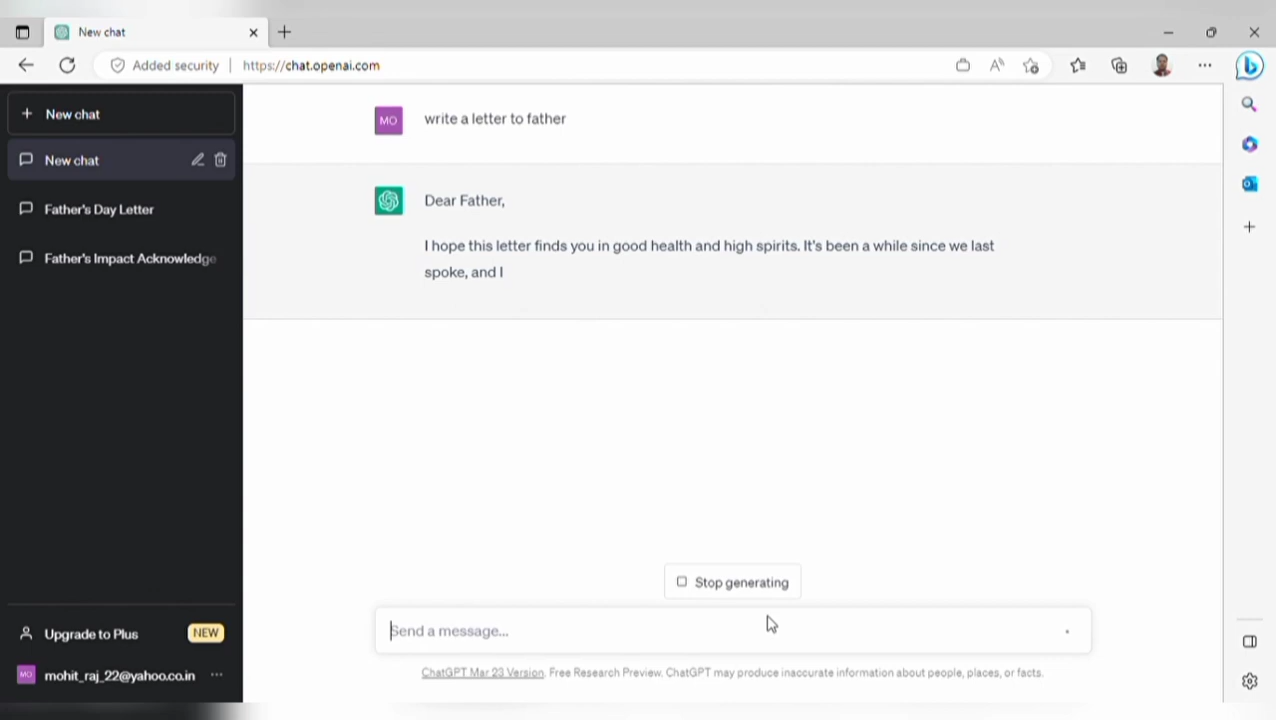 New chat
Added security
https://chat.openai.com
New chat
New chat
Father's Day Letter
Father's Impact Acknowledge
MO
write a letter to father
Dear Father,
I hope this letter finds you in good health and high spirits. It's been a while since we last
spoke, and I
Stop generating
Send a message...
ChatGPT Mar 23 Version. Free Research Preview. ChatGPT may produce inaccurate information about people, places, or facts.
Upgrade to Plus
NEW
MO
mohit_raj_22@yahoo.co.in